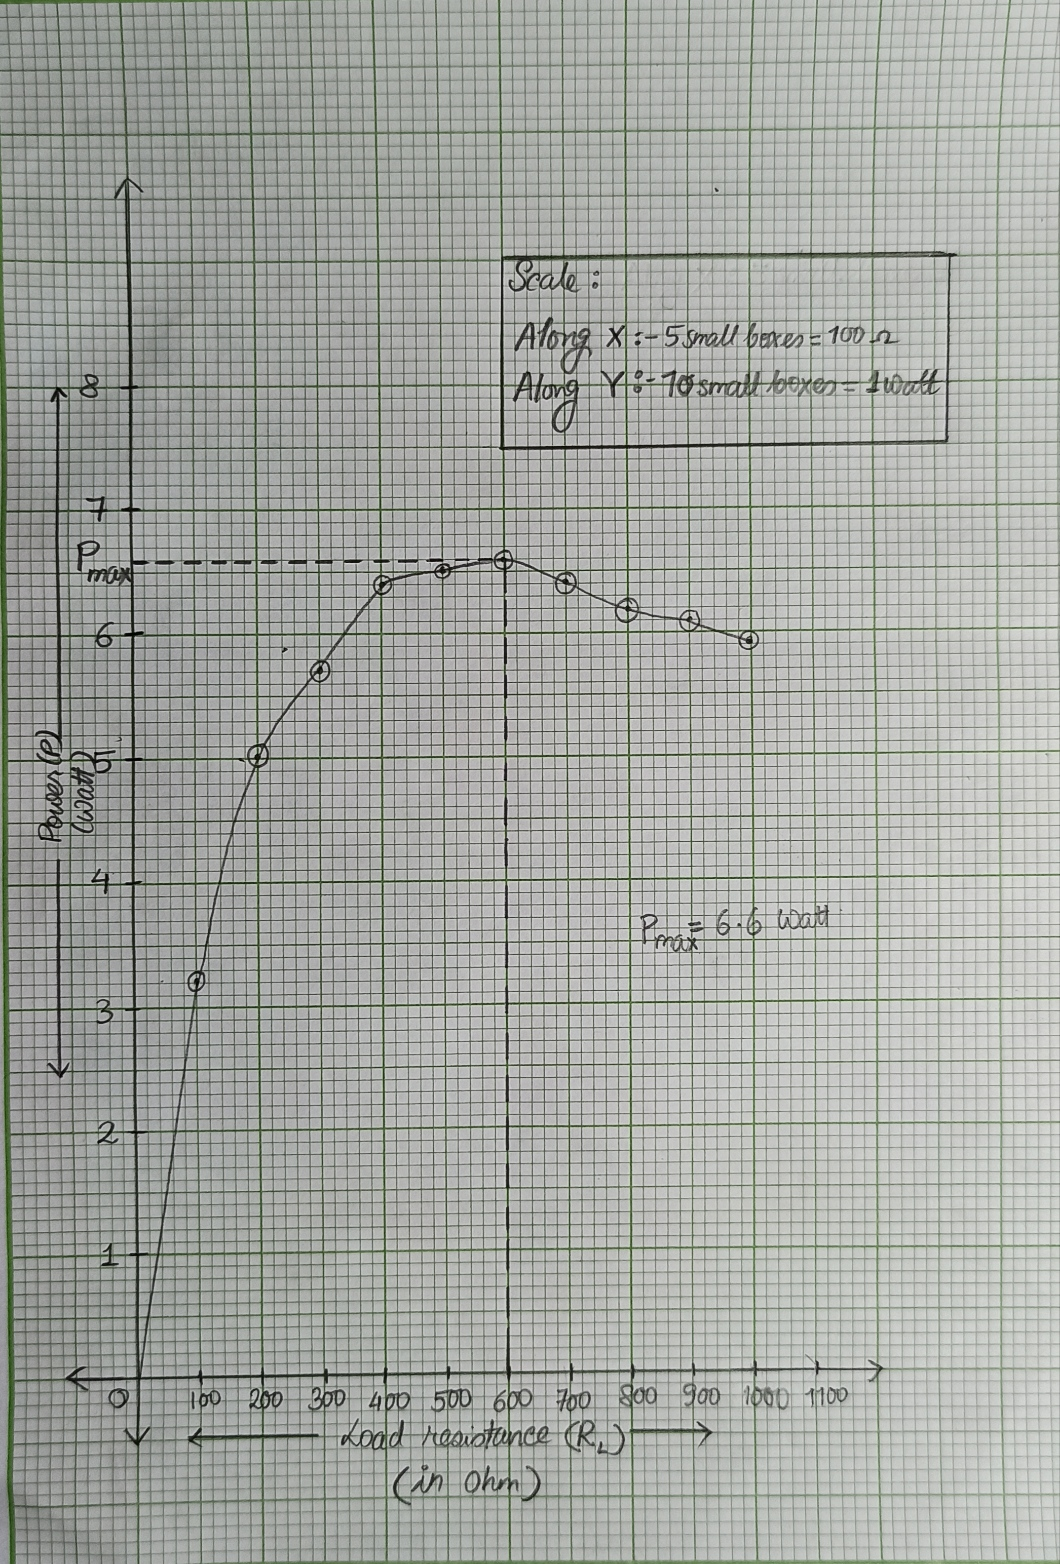 Scale :
Along X :- 5 small boxes = 100 Ω
Along Y :- 10 small boxes = 1 watt
8
7
Pmax
6
5
4
3
2
1
Power (P)
(Watt)
Pmax = 6.6 Watt
0 100 200 300 400 500 600 700 800 900 1000 1100
Load resistance (RL)
(in Ohm)